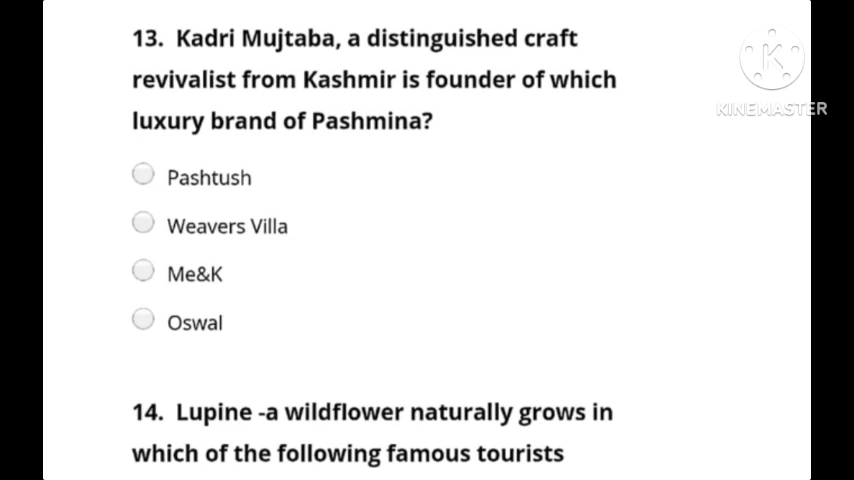 13. Kadri Mujtaba, a distinguished craft
revivalist from Kashmir is founder of which
luxury brand of Pashmina?
Pashtush
Weavers Villa
Me&K
Oswal
14. Lupine -a wildflower naturally grows in
which of the following famous tourists
K
KINEMASTER